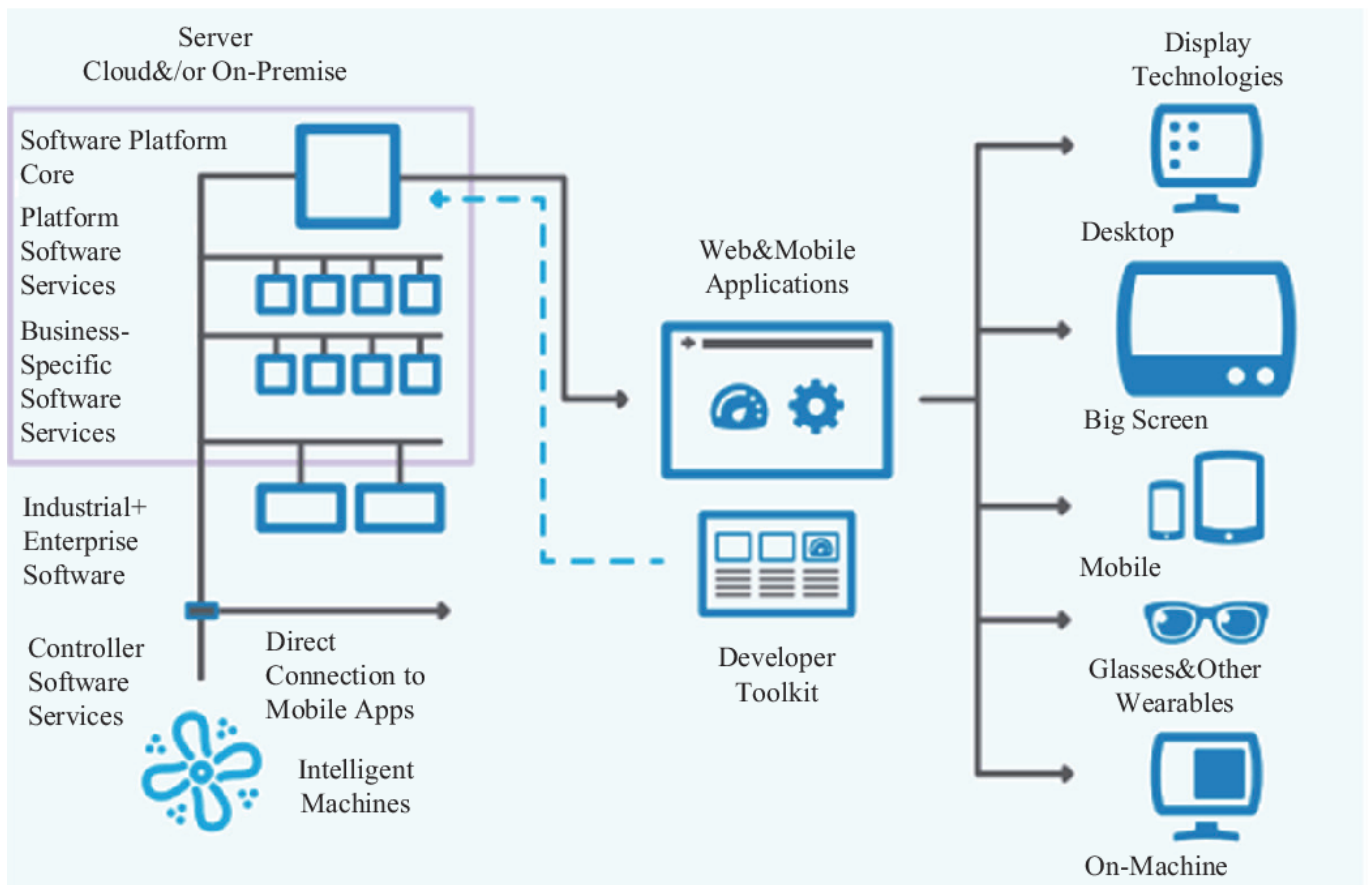 Server
Cloud&/or On-Premise
Software Platform
Core
Platform
Software
Services
Business-
Specific
Software
Services
Industrial+
Enterprise
Software
Controller
Software
Services
Direct
Connection to
Mobile Apps
Intelligent
Machines
Web&Mobile
Applications
Developer
Toolkit
Display
Technologies
Desktop
Big Screen
Mobile
Glasses&Other
Wearables
On-Machine